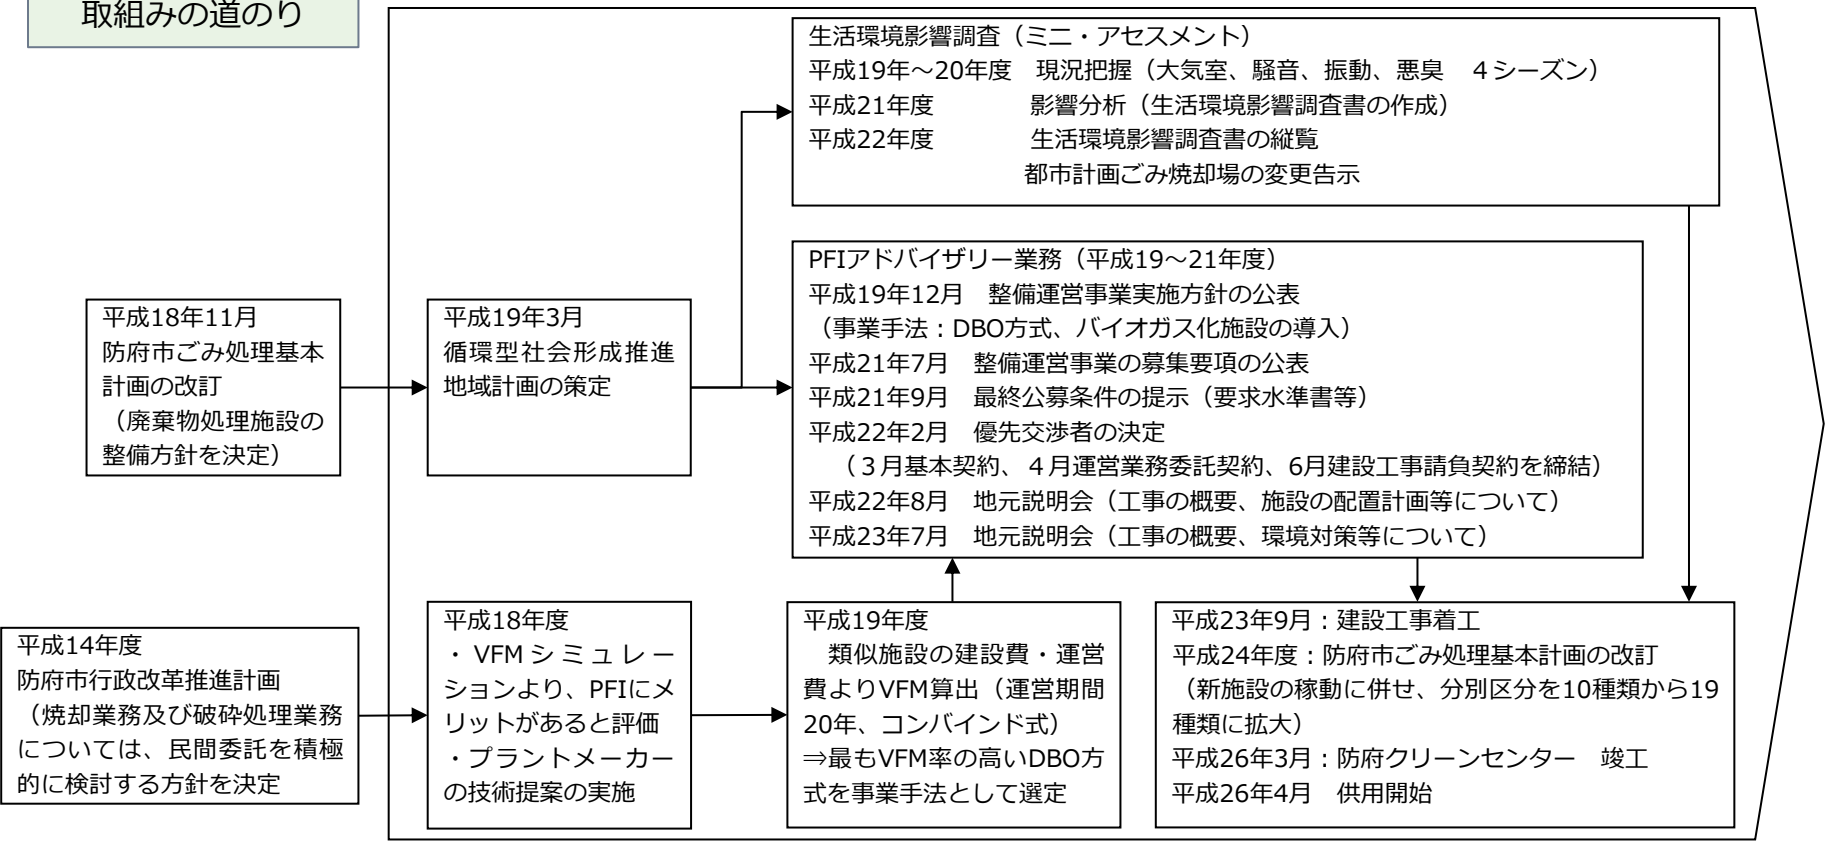 取組みの道のり
生活環境影響調査（ミニ・アセスメント）
平成19年～20年度　現況把握（大気室、騒音、振動、悪臭　４シーズン）
平成21年度　影響分析（生活環境影響調査書の作成）
平成22年度　生活環境影響調査書の縦覧
都市計画ごみ焼却場の変更告示
平成18年11月
防府市ごみ処理基本
計画の改訂
（廃棄物処理施設の
整備方針を決定）
平成19年3月
循環型社会形成推進
地域計画の策定
PFIアドバイザリー業務（平成19～21年度）
平成19年12月　整備運営事業実施方針の公表
（事業手法：DBO方式、バイオガス化施設の導入）
平成21年7月　整備運営事業の募集要項の公表
平成21年9月　最終公募条件の提示（要求水準書等）
平成22年2月　優先交渉者の決定
（３月基本契約、４月運営業務委託契約、6月建設工事請負契約を締結）
平成22年8月　地元説明会（工事の概要、施設の配置計画等について）
平成23年7月　地元説明会（工事の概要、環境対策等について）
平成14年度
防府市行政改革推進計画
（焼却業務及び破砕処理業務
については、民間委託を積極
的に検討する方針を決定
平成18年度
・VFMシミュレー
ションより、PFIにメ
リットがあると評価
・プラントメーカー
の技術提案の実施
平成19年度
類似施設の建設費・運営
費よりVFM算出（運営期間
20年、コンバインド式）
⇒最もVFM率の高いDBO方
式を事業手法として選定
平成23年9月：建設工事着工
平成24年度：防府市ごみ処理基本計画の改訂
（新施設の稼動に併せ、分別区分を10種類から19
種類に拡大）
平成26年3月：防府クリーンセンター　竣工
平成26年4月　供用開始